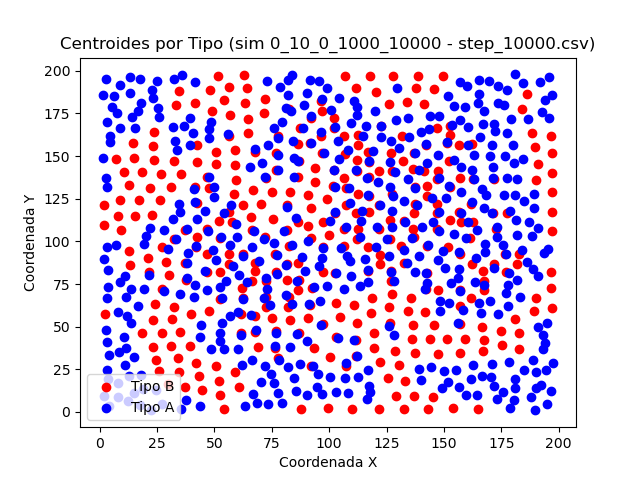 Centroides por Tipo (sim 0_10_0_1000_10000 - step_10000.csv)
200
175
150
125
100
75
50
25
0
Coordenada Y
Tipo B
Tipo A
0 25 50 75 100 125 150 175 200
Coordenada X